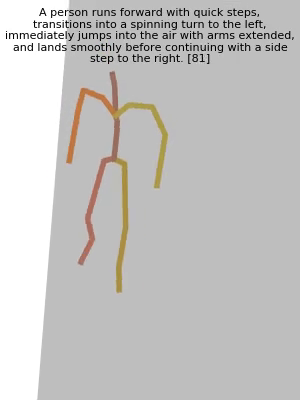 A person runs forward with quick steps,
transitions into a spinning turn to the left,
immediately jumps into the air with arms extended,
and lands smoothly before continuing with a side
step to the right. [81]